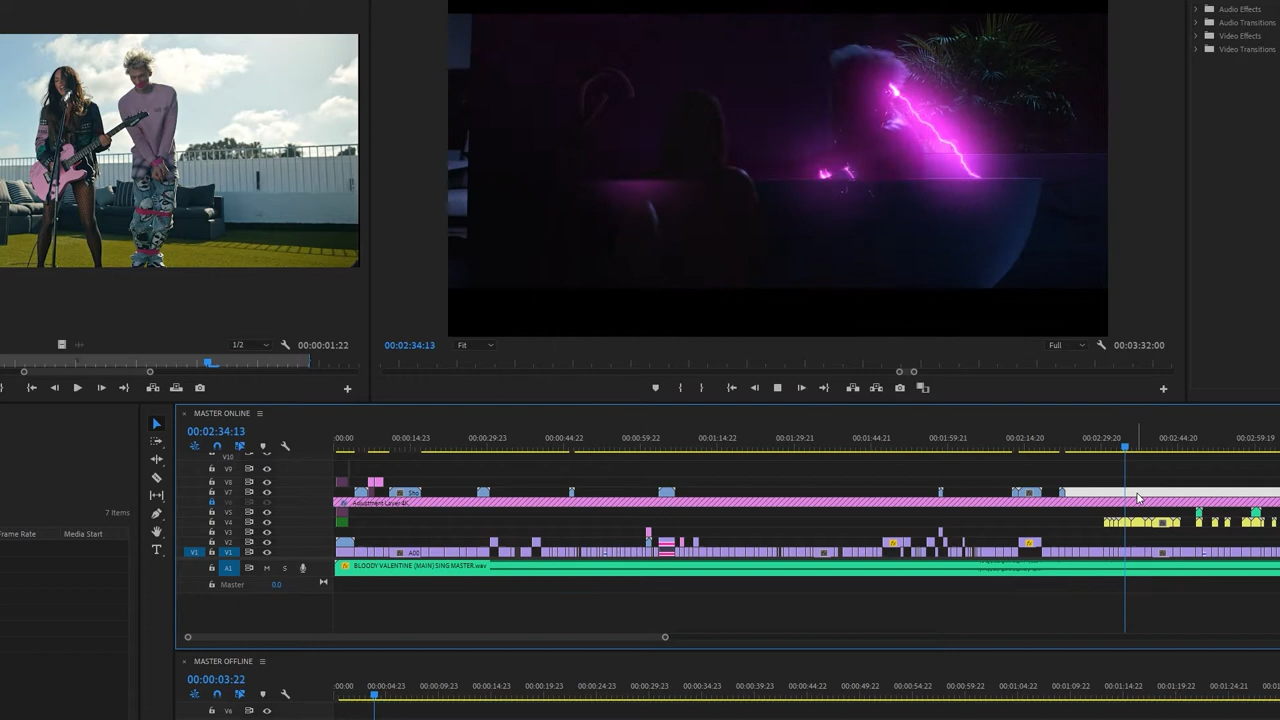 Audio Effects
Audio Transitions
Video Effects
Video Transitions
1/2
00:00:01:22
00:02:34:13
Fit
Full
00:03:32:00
MASTER ONLINE
00:02:34:13
:00:00
00:00:14:23
00:00:29:23
00:00:44:22
00:00:59:22
00:01:14:22
00:01:29:21
00:01:44:21
00:01:59:21
00:02:14:20
00:02:29:20
00:02:44:20
00:02:59:19
V10
V9
V8
V7
Sho
Adjustment Layer 4K
V5
V4
V3
V2
V1
V1
A00
A1
M
S
BLOODY VALENTINE (MAIN) SING MASTER.wav
Master
0.0
7 Items
Frame Rate
Media Start
MASTER OFFLINE
00:00:03:22
:00:00
00:00:04:23
00:00:09:23
00:00:14:23
00:00:19:23
00:00:24:23
00:00:29:23
00:00:34:23
00:00:39:23
00:00:44:22
00:00:49:22
00:00:54:22
00:00:59:22
00:01:04:22
00:01:09:22
00:01:14:22
00:01:19:22
00:01:24:21
V6